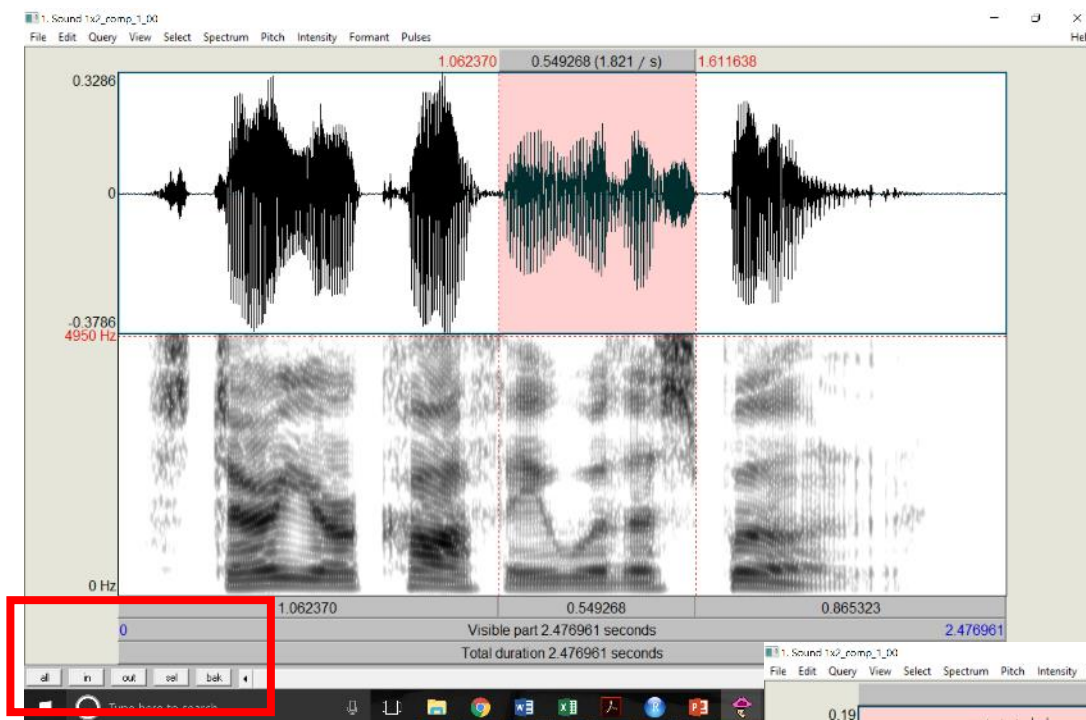 1. Sound 1x2_comp_1_00
File Edit Query View Select Spectrum Pitch Intensity Formant Pulses Hel
1.062370 0.549268 (1.821 / s) 1.611638
0.3286
0
-0.3786
4950 Hz
0 Hz
1.062370 0.549268 0.865323
0 Visible part 2.476961 seconds 2.476961
Total duration 2.476961 seconds
all in out sel bak
Type here to search
1. Sound 1x2_comp_1_00
File Edit Query View Select Spectrum Pitch Intensity
0.19